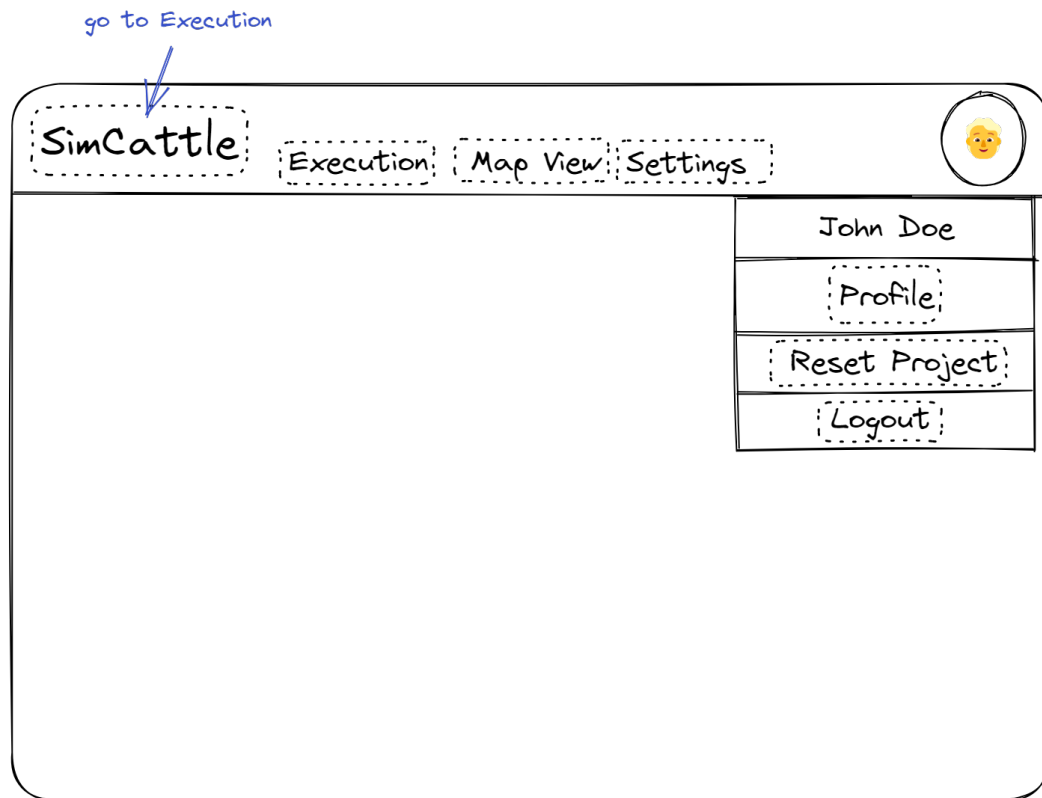 go to Execution
SimCattle
Execution
Map View
Settings
John Doe
Profile
Reset Project
Logout